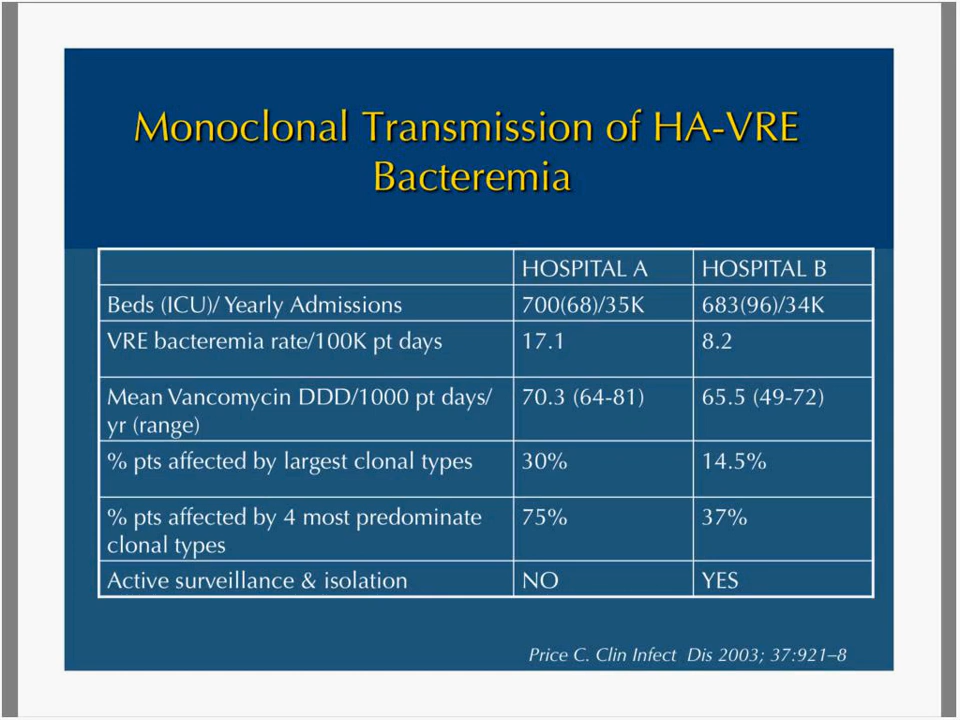 Monoclonal Transmission of HA-VRE
Bacteremia
HOSPITAL A HOSPITAL B
Beds (ICU)/ Yearly Admissions 700(68)/35K 683(96)/34K
VRE bacteremia rate/100K pt days 17.1 8.2
Mean Vancomycin DDD/1000 pt days/ 70.3 (64-81) 65.5 (49-72)
yr (range)
% pts affected by largest clonal types 30% 14.5%
% pts affected by 4 most predominate 75% 37%
clonal types
Active surveillance & isolation NO YES
Price C. Clin Infect Dis 2003; 37:921–8